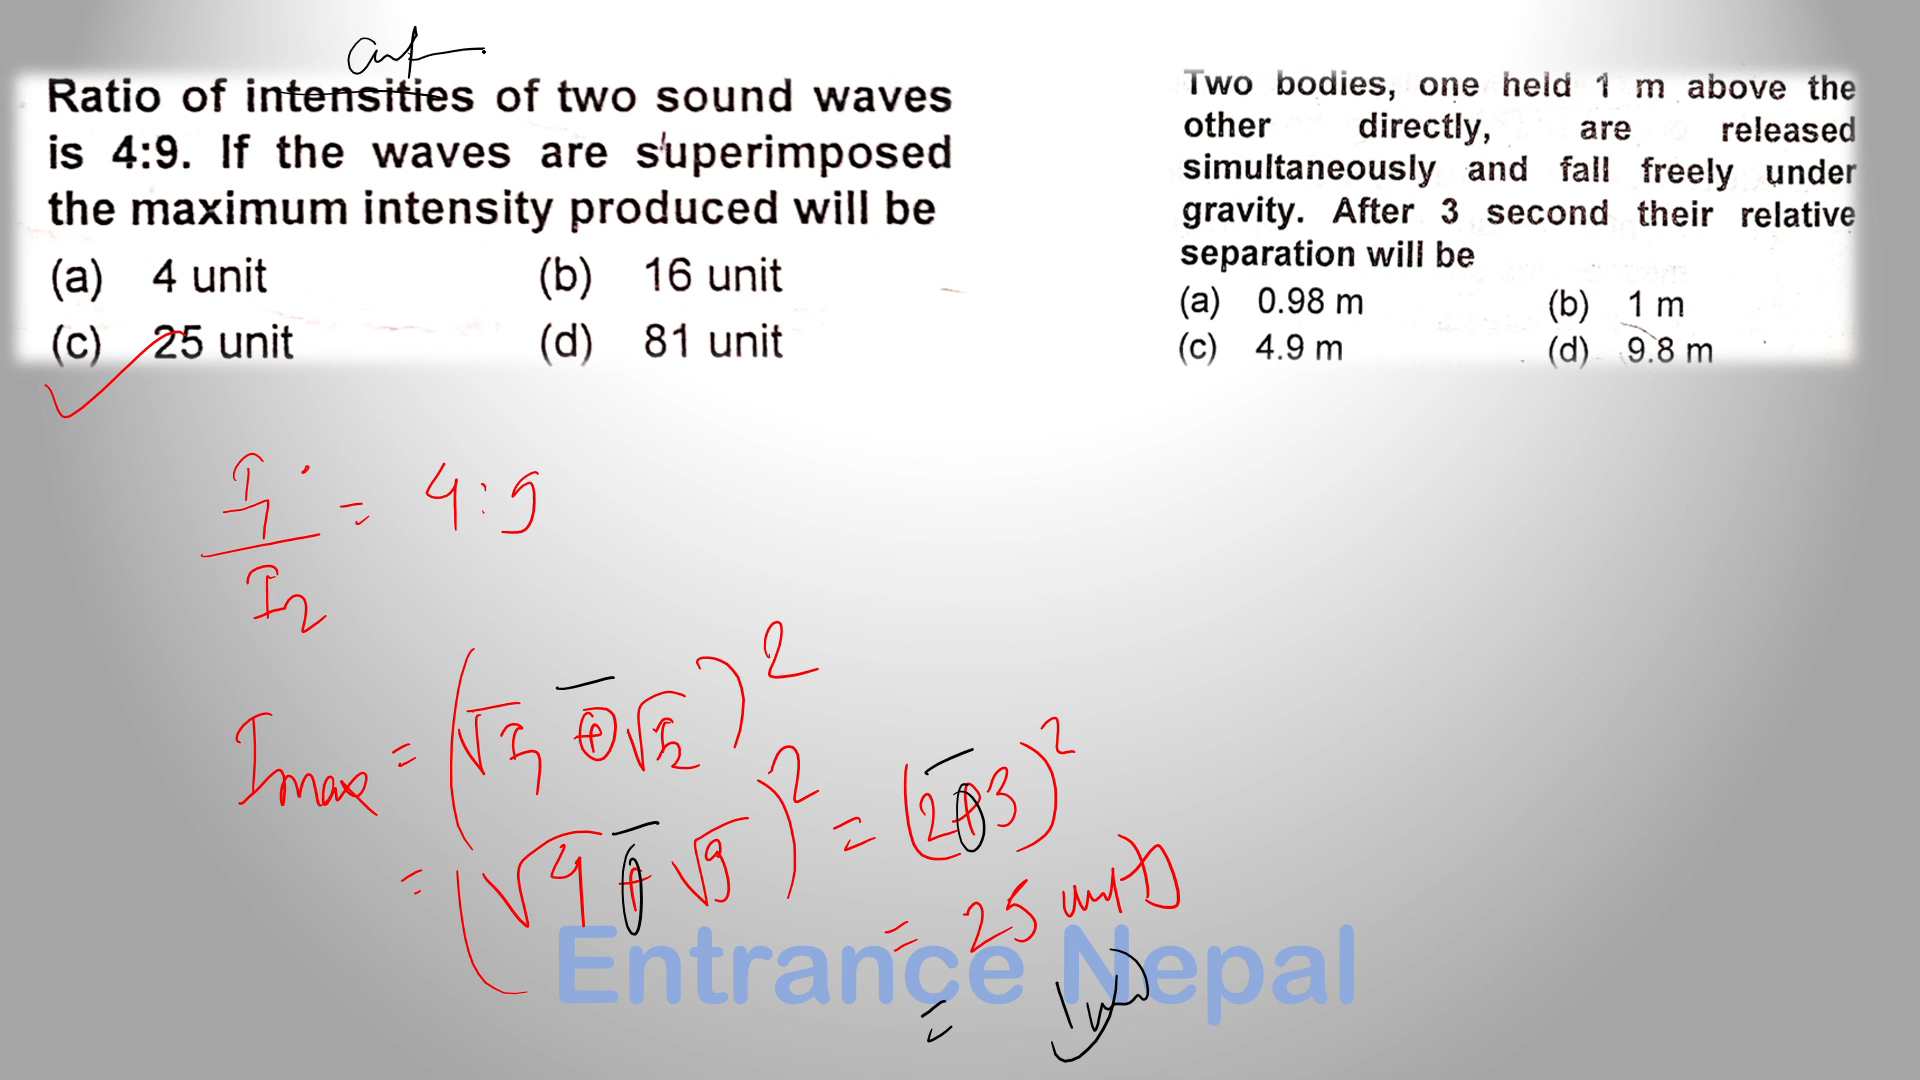 Ratio of intensities of two sound waves
is 4:9. If the waves are superimposed
the maximum intensity produced will be
(a) 4 unit (b) 16 unit
(c) 25 unit (d) 81 unit
Two bodies, one held 1 m above the
other directly, are released
simultaneously and fall freely under
gravity. After 3 second their relative
separation will be
(a) 0.98 m (b) 1 m
(c) 4.9 m (d) 9.8 m
I₁/I₂ = 4:9
Imax = (√I₁ + √I₂)²
= (√4 + √9)² = (2+3)²
= 25 units
Entrance Nepal